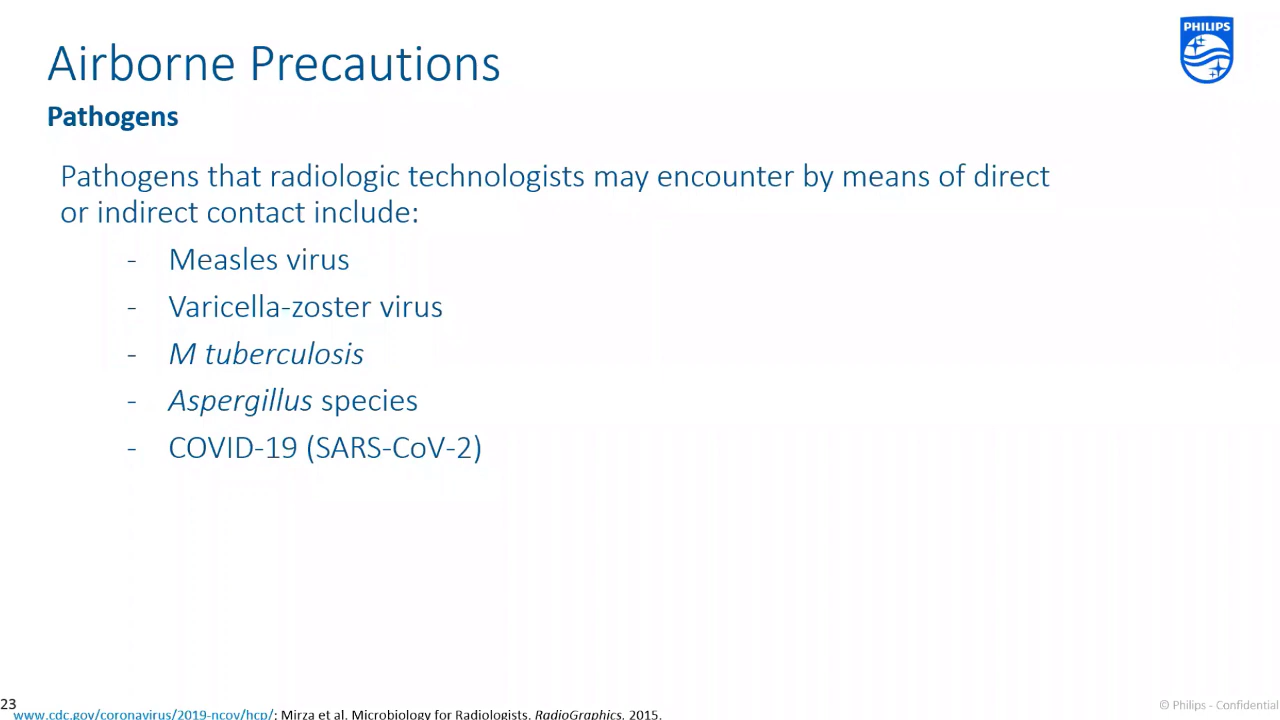 PHILIPS
Airborne Precautions
Pathogens
Pathogens that radiologic technologists may encounter by means of direct
or indirect contact include:
- Measles virus
- Varicella-zoster virus
- M tuberculosis
- Aspergillus species
- COVID-19 (SARS-CoV-2)
23
www.cdc.gov/coronavirus/2019-ncov/hcp/; Mirza et al. Microbiology for Radiologists. RadioGraphics. 2015.
© Philips - Confidential